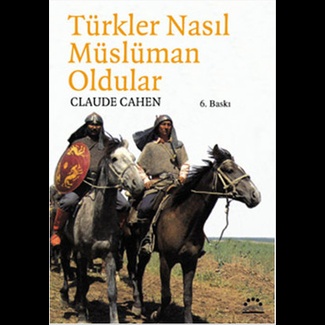 Türkler Nasıl
Müslüman
Oldular
CLAUDE CAHEN
6. Baskı